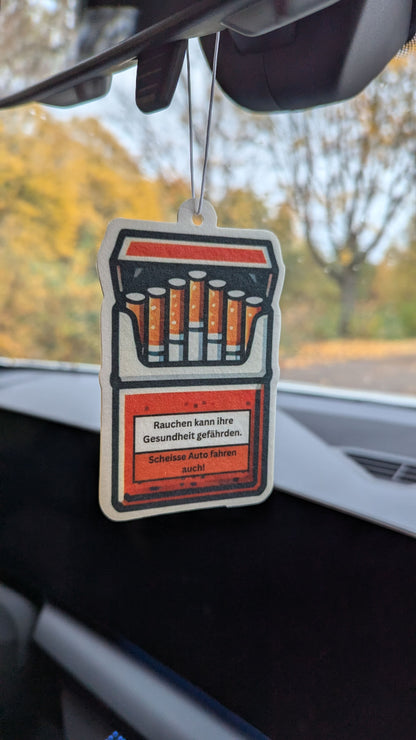 Rauchen kann ihre
Gesundheit gefährden.
Scheisse Auto fahren
auch!